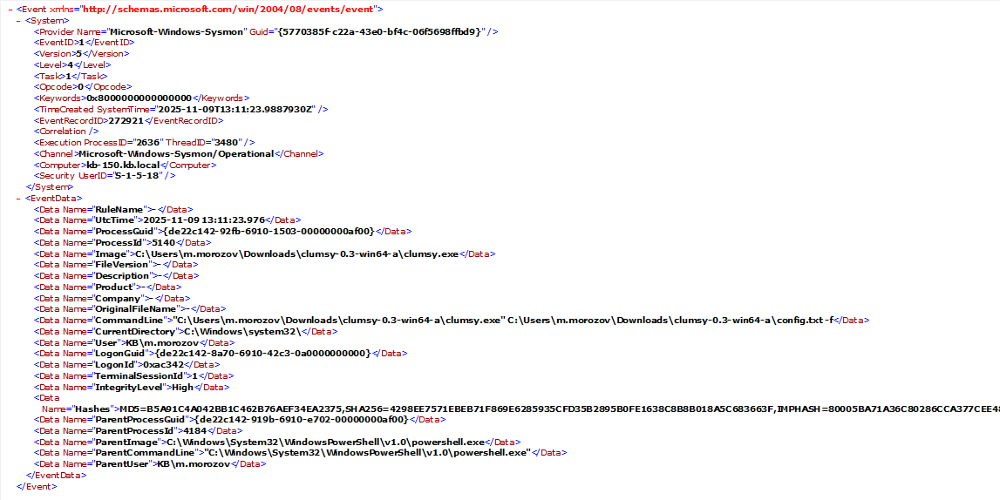 - <Event xmlns="http://schemas.microsoft.com/win/2004/08/events/event">
- <System>
<Provider Name="Microsoft-Windows-Sysmon" Guid="{5770385f-c22a-43e0-bf4c-06f5698ffbd9}" />
<EventID>1</EventID>
<Version>5</Version>
<Level>4</Level>
<Task>1</Task>
<Opcode>0</Opcode>
<Keywords>0x8000000000000000</Keywords>
<TimeCreated SystemTime="2025-11-09T13:11:23.9887930Z" />
<EventRecordID>272921</EventRecordID>
<Correlation />
<Execution ProcessID="2636" ThreadID="3480" />
<Channel>Microsoft-Windows-Sysmon/Operational</Channel>
<Computer>kb-150.kb.local</Computer>
<Security UserID="S-1-5-18" />
</System>
- <EventData>
<Data Name="RuleName">-</Data>
<Data Name="UtcTime">2025-11-09 13:11:23.976</Data>
<Data Name="ProcessGuid">{de22c142-92fb-6910-1503-00000000af00}</Data>
<Data Name="ProcessId">5140</Data>
<Data Name="Image">C:\Users\m.morozov\Downloads\clumsy-0.3-win64-a\clumsy.exe</Data>
<Data Name="FileVersion">-</Data>
<Data Name="Description">-</Data>
<Data Name="Product">-</Data>
<Data Name="Company">-</Data>
<Data Name="OriginalFileName">-</Data>
<Data Name="CommandLine">"C:\Users\m.morozov\Downloads\clumsy-0.3-win64-a\clumsy.exe" C:\Users\m.morozov\Downloads\clumsy-0.3-win64-a\config.txt -f</Data>
<Data Name="CurrentDirectory">C:\Windows\system32\</Data>
<Data Name="User">KB\m.morozov</Data>
<Data Name="LogonGuid">{de22c142-8a70-6910-42c3-0a0000000000}</Data>
<Data Name="LogonId">0xac342</Data>
<Data Name="TerminalSessionId">1</Data>
<Data Name="IntegrityLevel">High</Data>
<Data
Name="Hashes">MD5=B5A91C4A042BB1C462B76AEF34EA2375,SHA256=4298EE7571EBEB71F869E6285935CFD35B2895B0FE1638C8B8B018A5C683663F,IMPHASH=80005BA71A36C80286CCA377CEE48
<Data Name="ParentProcessGuid">{de22c142-919b-6910-e702-00000000af00}</Data>
<Data Name="ParentProcessId">4184</Data>
<Data Name="ParentImage">C:\Windows\System32\WindowsPowerShell\v1.0\powershell.exe</Data>
<Data Name="ParentCommandLine">"C:\Windows\System32\WindowsPowerShell\v1.0\powershell.exe" </Data>
<Data Name="ParentUser">KB\m.morozov</Data>
</EventData>
</Event>